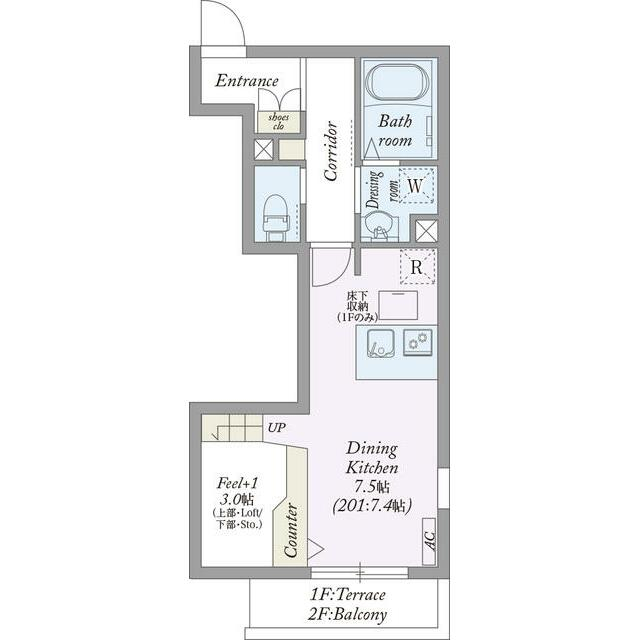 Entrance
shoes
clo
Corridor
Bath
room
Dressing
room
W
R
床下
収納
(1Fのみ)
UP
Dining
Kitchen
7.5帖
(201:7.4帖)
Feel+1
3.0帖
(上部・Loft/
下部・Sto.)
Counter
AC
1F:Terrace
2F:Balcony